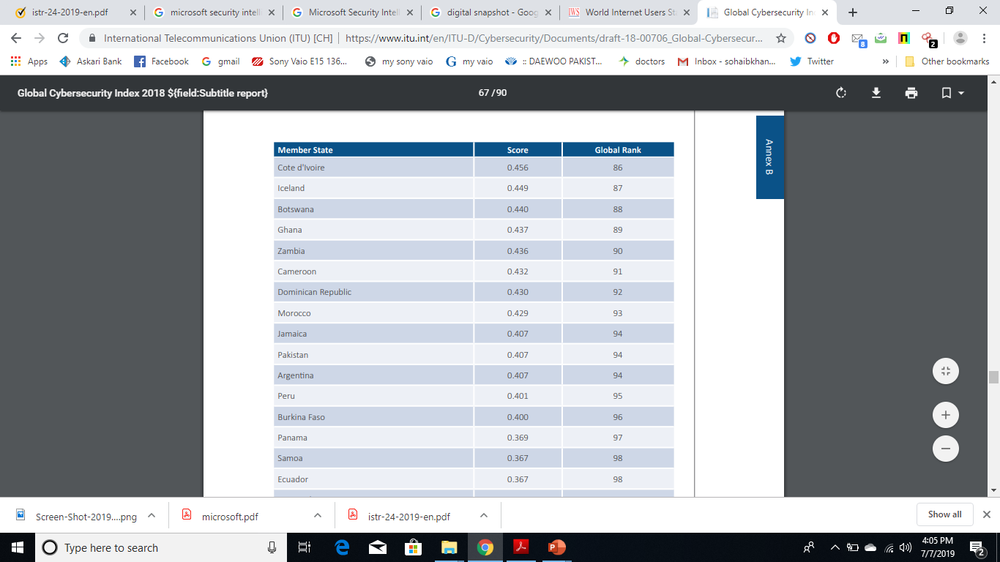 istr-24-2019-en.pdf microsoft security intelli Microsoft Security Intell digital snapshot - Goog IWS World Internet Users Sta Global Cybersecurity In
International Telecommunications Union (ITU) [CH] | https://www.itu.int/en/ITU-D/Cybersecurity/Documents/draft-18-00706_Global-Cybersecur...
8 2
Apps Askari Bank Facebook gmail Sony Vaio E15 136... my sony vaio my vaio :: DAEWOO PAKIST... doctors Inbox - sohaibkhan... Twitter » Other bookmarks
Global Cybersecurity Index 2018 ${field:Subtitle report} 67 / 90
Annex B
Member State Score Global Rank
Cote d'Ivoire 0.456 86
Iceland 0.449 87
Botswana 0.440 88
Ghana 0.437 89
Zambia 0.436 90
Cameroon 0.432 91
Dominican Republic 0.430 92
Morocco 0.429 93
Jamaica 0.407 94
Pakistan 0.407 94
Argentina 0.407 94
Peru 0.401 95
Burkina Faso 0.400 96
Panama 0.369 97
Samoa 0.367 98
Ecuador 0.367 98
Screen-Shot-2019....png microsoft.pdf istr-24-2019-en.pdf Show all
Type here to search 4:05 PM
7/7/2019 2